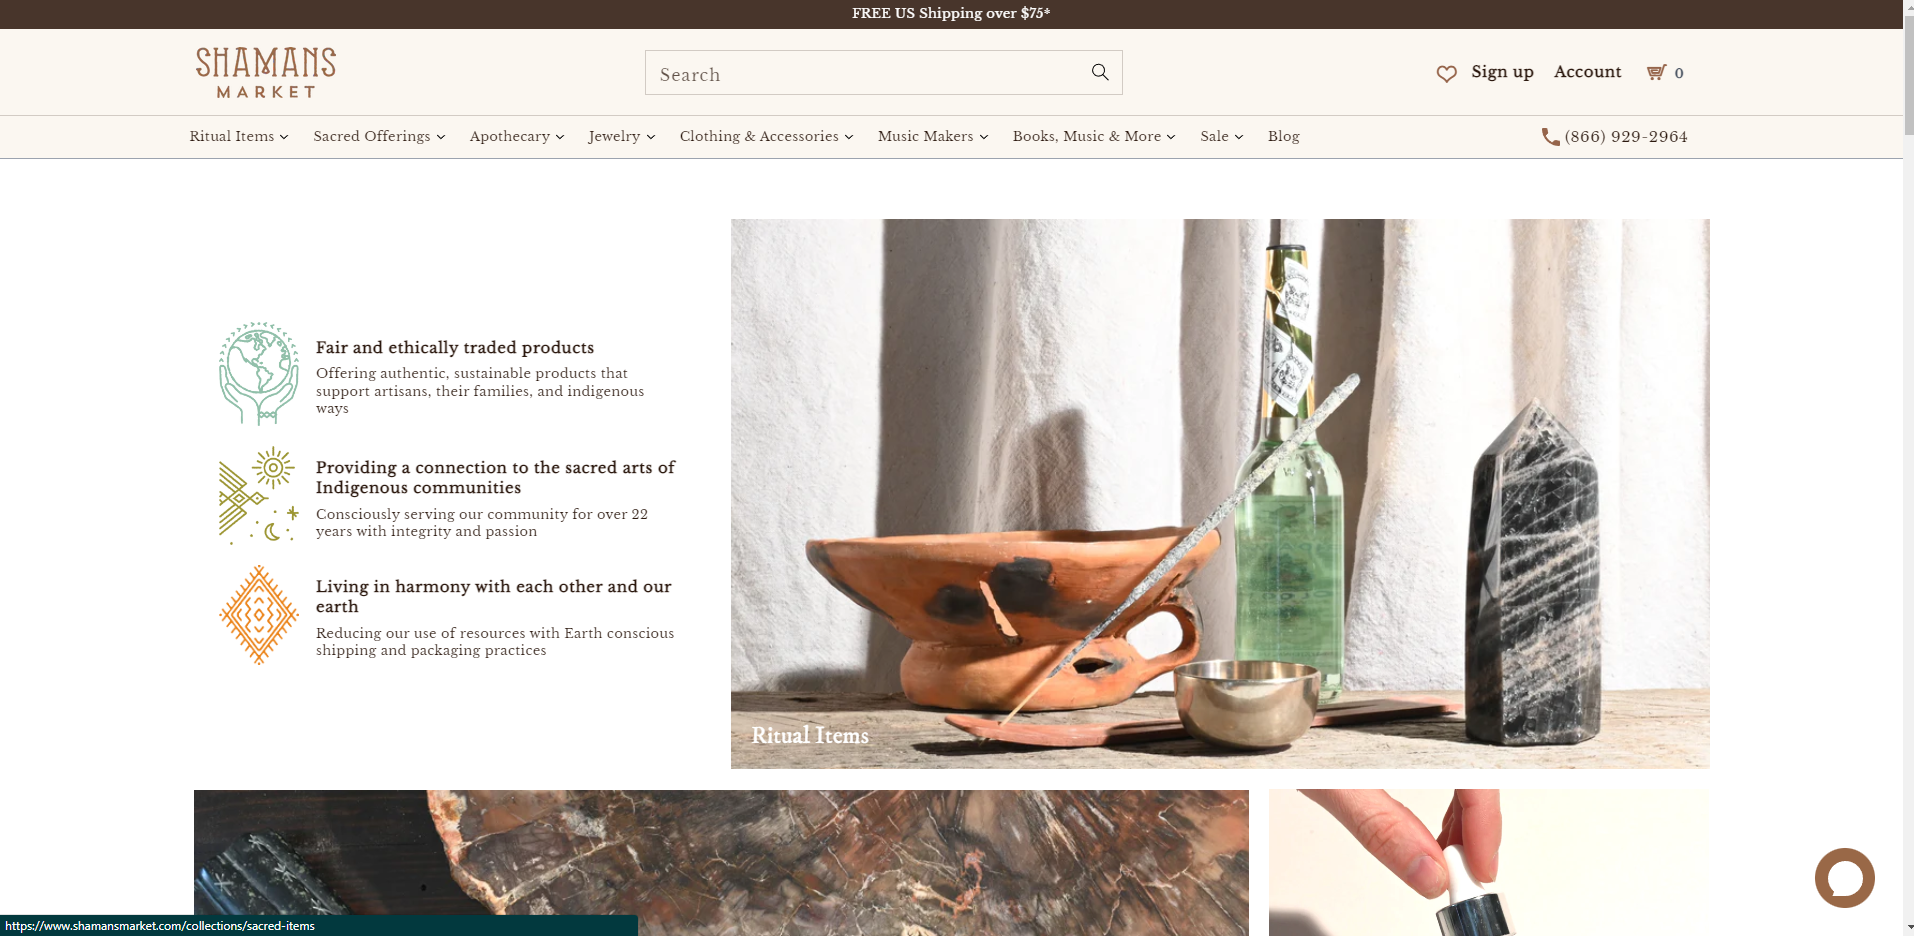 FREE US Shipping over $75*
SHAMANS
MARKET
Search
Sign up
Account
0
Ritual Items
Sacred Offerings
Apothecary
Jewelry
Clothing & Accessories
Music Makers
Books, Music & More
Sale
Blog
(866) 929-2964
Fair and ethically traded products
Offering authentic, sustainable products that
support artisans, their families, and indigenous
ways
Providing a connection to the sacred arts of
Indigenous communities
Consciously serving our community for over 22
years with integrity and passion
Living in harmony with each other and our
earth
Reducing our use of resources with Earth conscious
shipping and packaging practices
Ritual Items
https://www.shamansmarket.com/collections/sacred-items